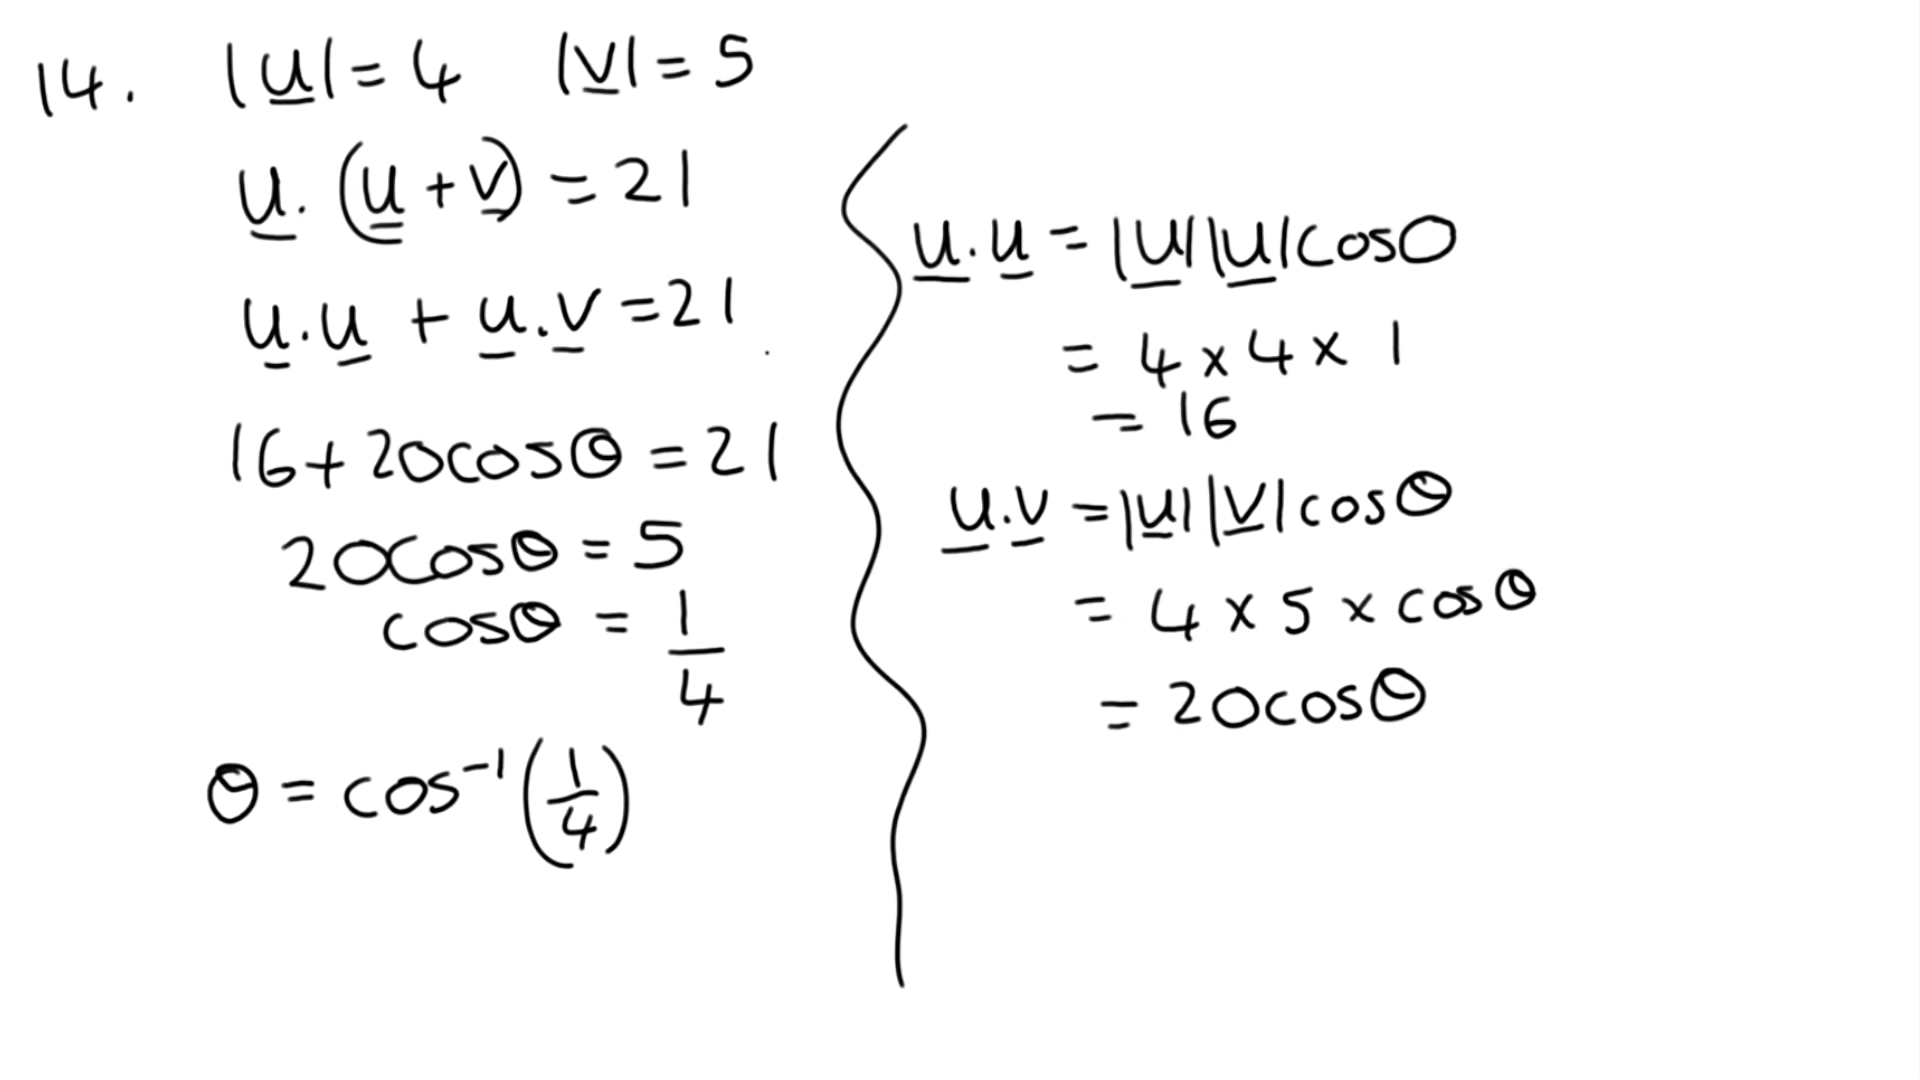 14. |u| = 4 |v| = 5
u.(u + v) = 21
u.u + u.v = 21
16 + 20cosθ = 21
20cosθ = 5
cosθ = 1/4
θ = cos⁻¹(1/4)
u.u = |u||u|cos0
= 4 × 4 × 1
= 16
u.v = |u||v|cosθ
= 4 × 5 × cosθ
= 20cosθ